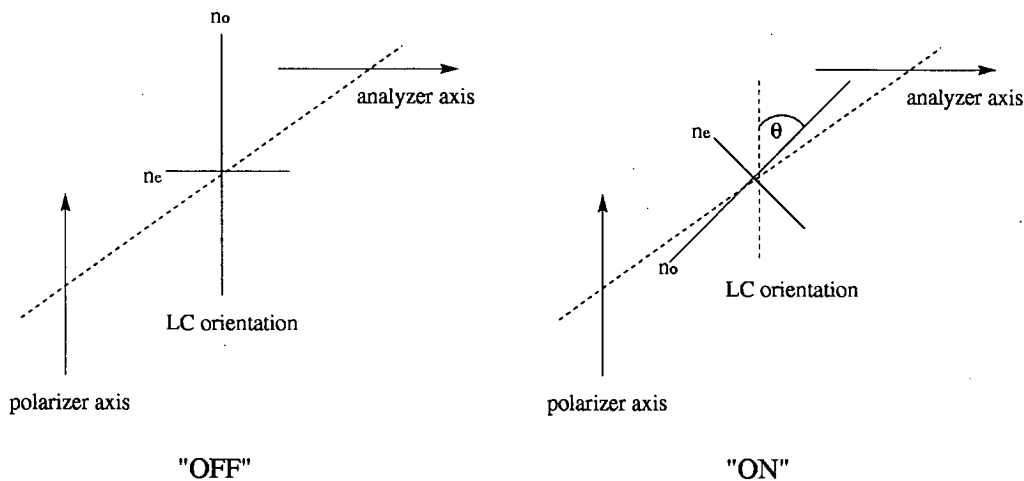 no
analyzer axis
ne
LC orientation
polarizer axis
"OFF"
analyzer axis
θ
ne
no
LC orientation
polarizer axis
"ON"